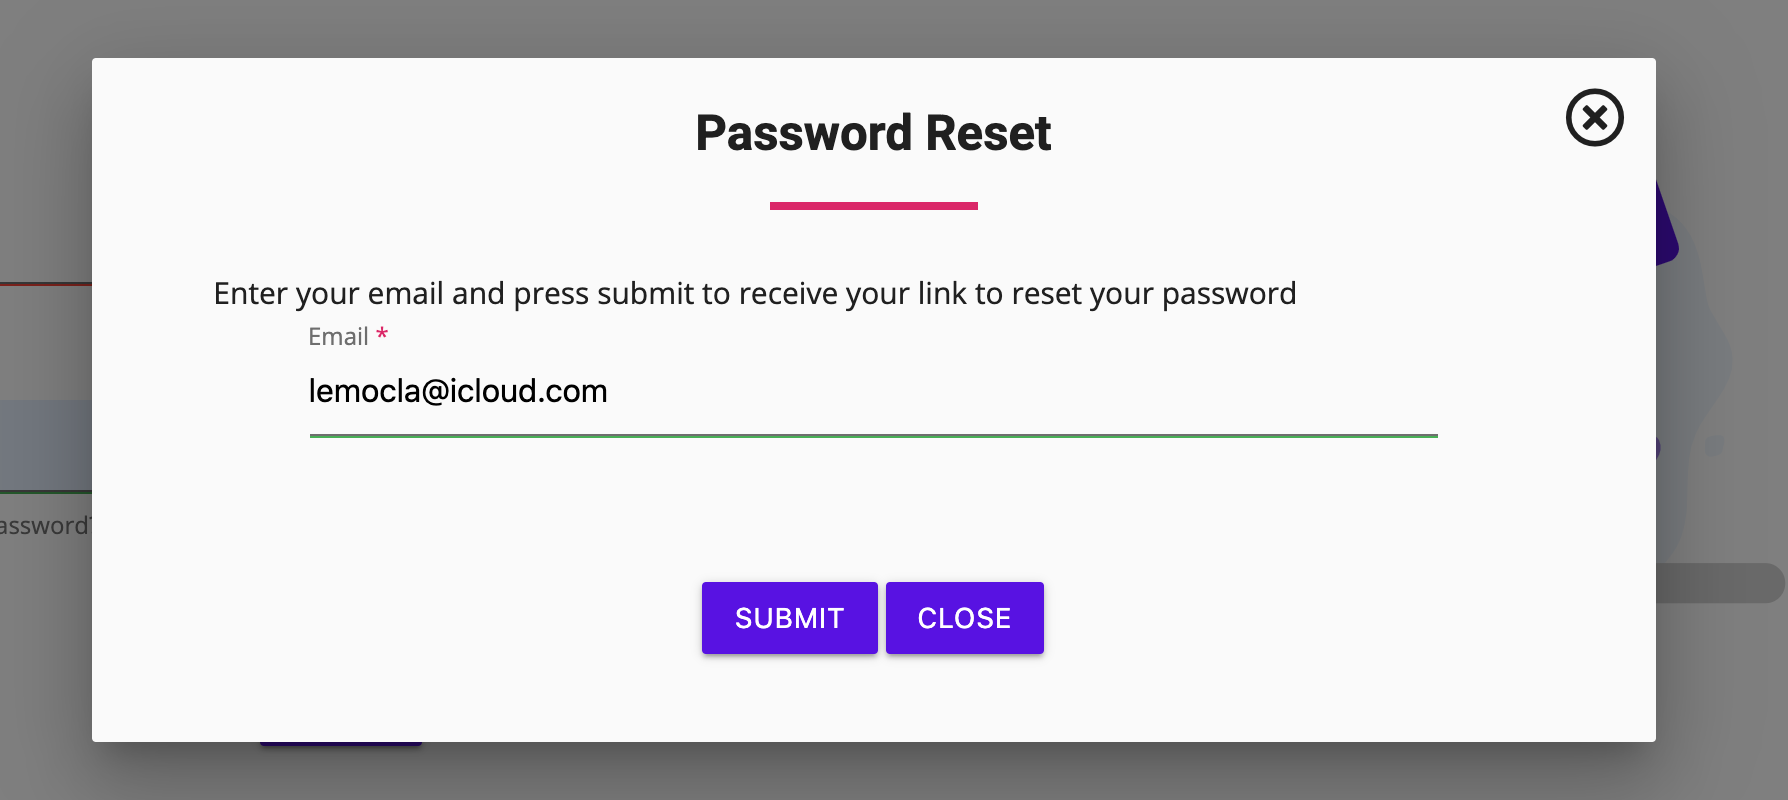 Password Reset
Enter your email and press submit to receive your link to reset your password
Email *
lemocla@icloud.com
assword?
SUBMIT CLOSE